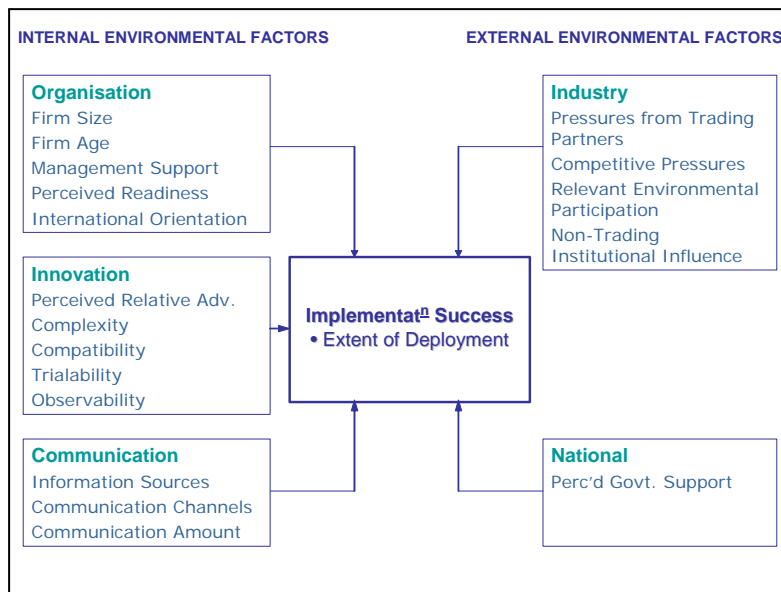 INTERNAL ENVIRONMENTAL FACTORS
Organisation
Firm Size
Firm Age
Management Support
Perceived Readiness
International Orientation
Innovation
Perceived Relative Adv.
Complexity
Compatibility
Trialability
Observability
Communication
Information Sources
Communication Channels
Communication Amount
Implementatn Success
• Extent of Deployment
EXTERNAL ENVIRONMENTAL FACTORS
Industry
Pressures from Trading
Partners
Competitive Pressures
Relevant Environmental
Participation
Non-Trading
Institutional Influence
National
Perc'd Govt. Support